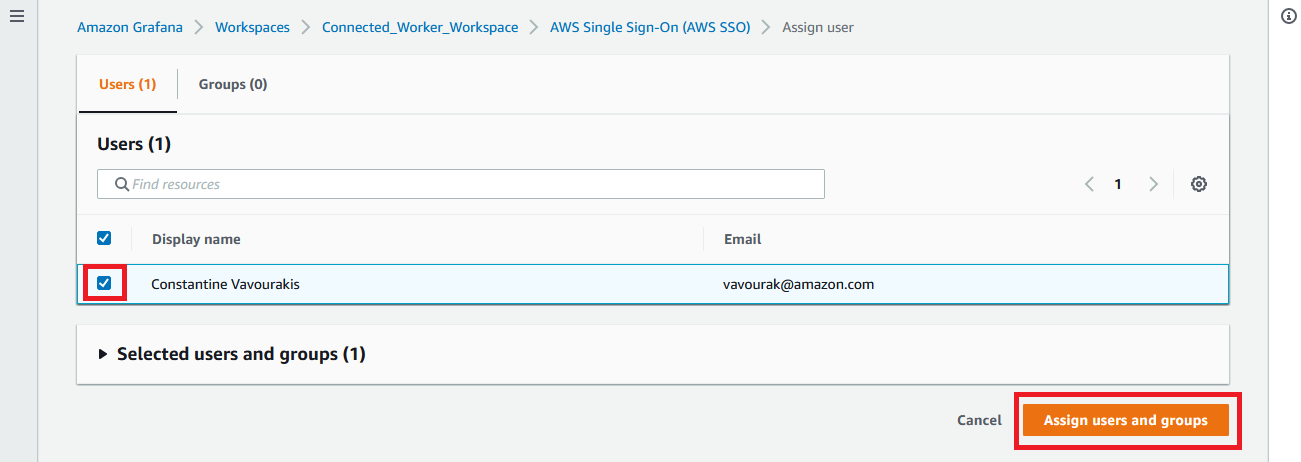 Amazon Grafana > Workspaces > Connected_Worker_Workspace > AWS Single Sign-On (AWS SSO) > Assign user
Users (1) Groups (0)
Users (1)
Find resources 1
Display name Email
Constantine Vavourakis vavourak@amazon.com
Selected users and groups (1)
Cancel Assign users and groups